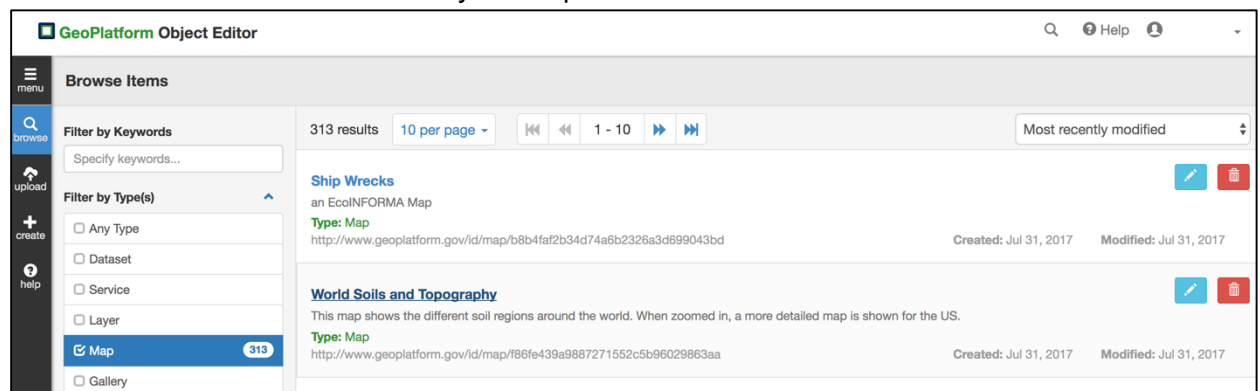 GeoPlatform Object Editor
Help
menu
Browse Items
browse
Filter by Keywords
313 results
10 per page
1 - 10
Most recently modified
Specify keywords...
upload
Filter by Type(s)
Ship Wrecks
an EcoINFORMA Map
Type: Map
http://www.geoplatform.gov/id/map/b8b4faf2b34d74a6b2326a3d699043bd
Created: Jul 31, 2017
Modified: Jul 31, 2017
create
Any Type
Dataset
help
Service
World Soils and Topography
This map shows the different soil regions around the world. When zoomed in, a more detailed map is shown for the US.
Type: Map
http://www.geoplatform.gov/id/map/f86fe439a9887271552c5b96029863aa
Created: Jul 31, 2017
Modified: Jul 31, 2017
Layer
Map
313
Gallery